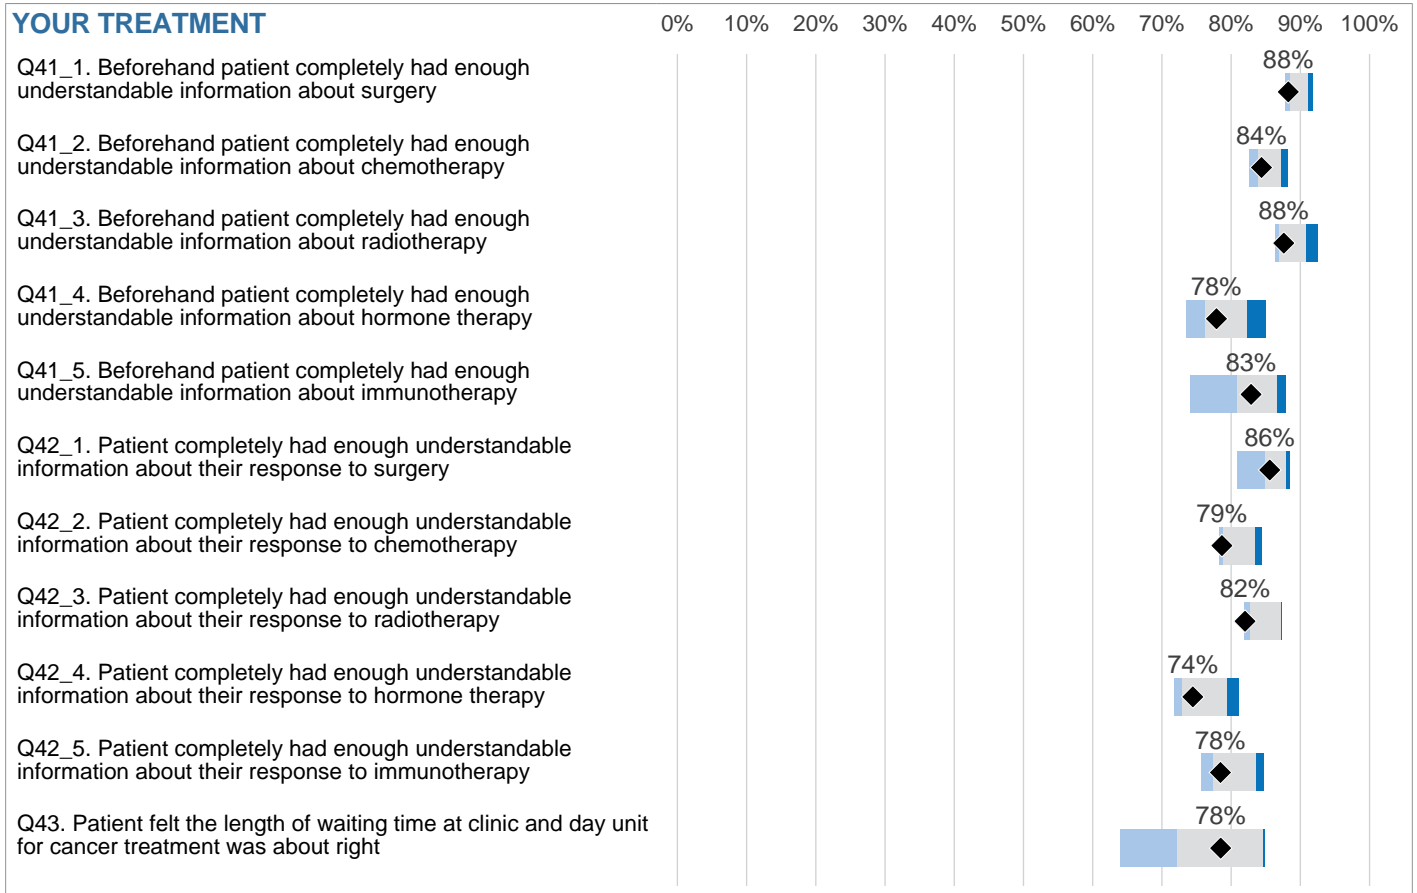 YOUR TREATMENT
0% 10% 20% 30% 40% 50% 60% 70% 80% 90% 100%
Q41_1. Beforehand patient completely had enough
understandable information about surgery
88%
Q41_2. Beforehand patient completely had enough
understandable information about chemotherapy
84%
Q41_3. Beforehand patient completely had enough
understandable information about radiotherapy
88%
Q41_4. Beforehand patient completely had enough
understandable information about hormone therapy
78%
Q41_5. Beforehand patient completely had enough
understandable information about immunotherapy
83%
Q42_1. Patient completely had enough understandable
information about their response to surgery
86%
Q42_2. Patient completely had enough understandable
information about their response to chemotherapy
79%
Q42_3. Patient completely had enough understandable
information about their response to radiotherapy
82%
Q42_4. Patient completely had enough understandable
information about their response to hormone therapy
74%
Q42_5. Patient completely had enough understandable
information about their response to immunotherapy
78%
Q43. Patient felt the length of waiting time at clinic and day unit
for cancer treatment was about right
78%